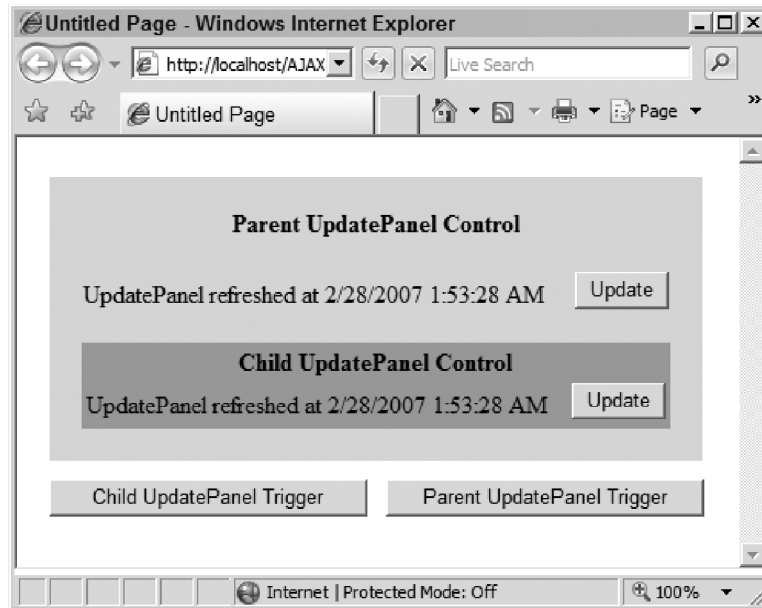 Untitled Page - Windows Internet Explorer
http://localhost/AJAX
Live Search
Untitled Page
Page
»
Parent UpdatePanel Control
UpdatePanel refreshed at 2/28/2007 1:53:28 AM
Update
Child UpdatePanel Control
UpdatePanel refreshed at 2/28/2007 1:53:28 AM
Update
Child UpdatePanel Trigger
Parent UpdatePanel Trigger
Internet | Protected Mode: Off
100%